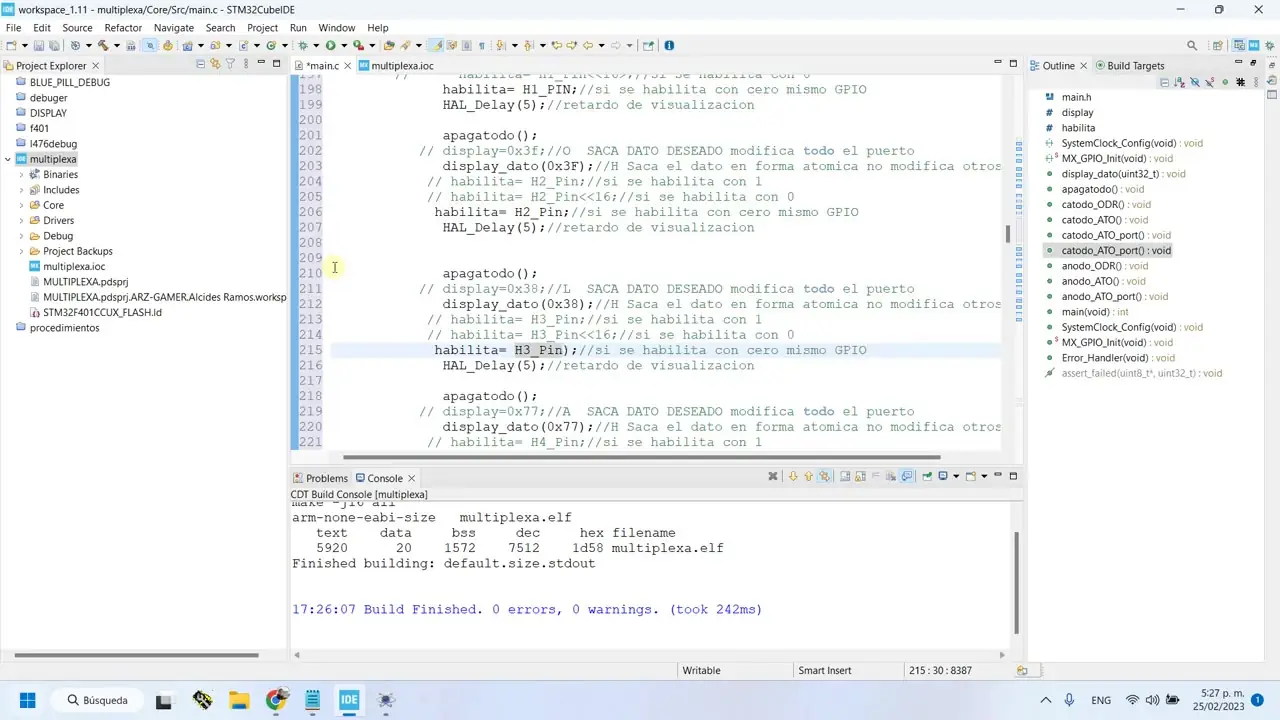 workspace_1.11 - multiplexa/Core/Src/main.c - STM32CubeIDE
File Edit Source Refactor Navigate Search Project Run Window Help
Project Explorer
BLUE_PILL_DEBUG
debuger
DISPLAY
f401
l476debug
multiplexa
Binaries
Includes
Core
Drivers
Debug
Project Backups
multiplexa.ioc
MULTIPLEXA.pdsprj
MULTIPLEXA.pdsprj.ARZ-GAMER.Alcides Ramos.worksp
STM32F401CCUX_FLASH.ld
procedimientos
*main.c
multiplexa.ioc
197 // habilita= H1_Pin<<16>;//si se habilita con 0
198 habilita= H1_PIN;//si se habilita con cero mismo GPIO
199 HAL_Delay(5);//retardo de visualizacion
200
201 apagatodo();
202 // display=0x3f;//O SACA DATO DESEADO modifica todo el puerto
203 display_dato(0x3F);//H Saca el dato en forma atomica no modifica otros
204 // habilita= H2_Pin;//si se habilita con 1
205 // habilita= H2_Pin<<16;//si se habilita con 0
206 habilita= H2_Pin;//si se habilita con cero mismo GPIO
207 HAL_Delay(5);//retardo de visualizacion
208
209
210 apagatodo();
211 // display=0x38;//L SACA DATO DESEADO modifica todo el puerto
212 display_dato(0x38);//H Saca el dato en forma atomica no modifica otros
213 // habilita= H3_Pin;//si se habilita con 1
214 // habilita= H3_Pin<<16;//si se habilita con 0
215 habilita= H3_Pin);//si se habilita con cero mismo GPIO
216 HAL_Delay(5);//retardo de visualizacion
217
218 apagatodo();
219 // display=0x77;//A SACA DATO DESEADO modifica todo el puerto
220 display_dato(0x77);//H Saca el dato en forma atomica no modifica otros
221 // habilita= H4_Pin;//si se habilita con 1
Outline
Build Targets
main.h
display
habilita
SystemClock_Config(void) : void
MX_GPIO_Init(void) : void
display_dato(uint32_t) : void
apagatodo() : void
catodo_ODR() : void
catodo_ATO() : void
catodo_ATO_port() : void
catodo_ATO_port() : void
anodo_ODR() : void
anodo_ATO() : void
anodo_ATO_port() : void
main(void) : int
SystemClock_Config(void) : void
MX_GPIO_Init(void) : void
Error_Handler(void) : void
assert_failed(uint8_t*, uint32_t) : void
Problems
Console
CDT Build Console [multiplexa]
make -j16 all
arm-none-eabi-size multiplexa.elf
text data bss dec hex filename
5920 20 1572 7512 1d58 multiplexa.elf
Finished building: default.size.stdout
17:26:07 Build Finished. 0 errors, 0 warnings. (took 242ms)
Writable
Smart Insert
215 : 30 : 8387
Búsqueda
IDE
ENG
5:27 p. m.
25/02/2023